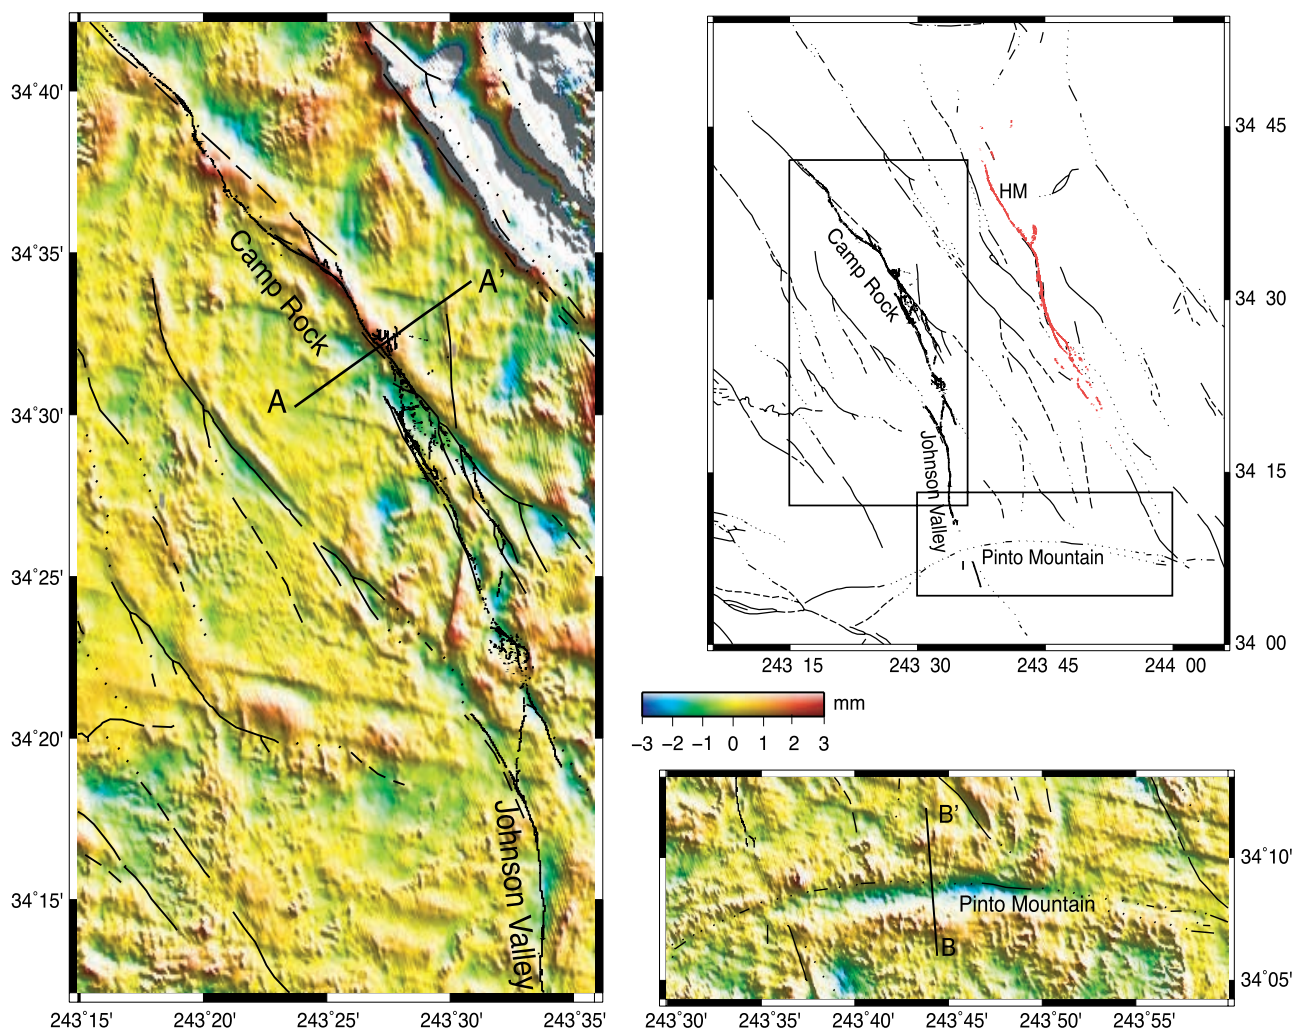 34°40'
34°35'
34°30'
34°25'
34°20'
34°15'
243 15'
243 20'
243 25'
243 30'
243 35'
Camp Rock
A
A'
Johnson Valley
HM
Camp Rock
Johnson Valley
Pinto Mountain
34 45
34 30
34 15
34 00
243 15
243 30
243 45
244 00
mm
−3 −2 −1 0 1 2 3
B'
Pinto Mountain
B
34°10'
34°05'
243°30'
243°35'
243°40'
243°45'
243°50'
243°55'